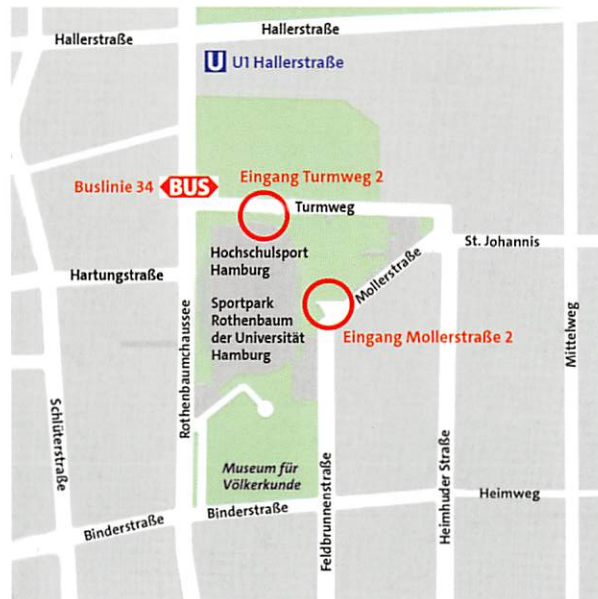 Hallerstraße
Hallerstraße
U U1 Hallerstraße
Eingang Turmweg 2
Buslinie 34 BUS
Turmweg
St. Johannis
Hochschulsport
Hamburg
Hartungstraße
Mollerstraße
Sportpark
Rothenbaum
der Universität
Hamburg
Eingang Mollerstraße 2
Rothenbaumchaussee
Mittelweg
Schlüterstraße
Museum für
Völkerkunde
Feldbrunnenstraße
Heimhuder Straße
Heimweg
Binderstraße
Binderstraße